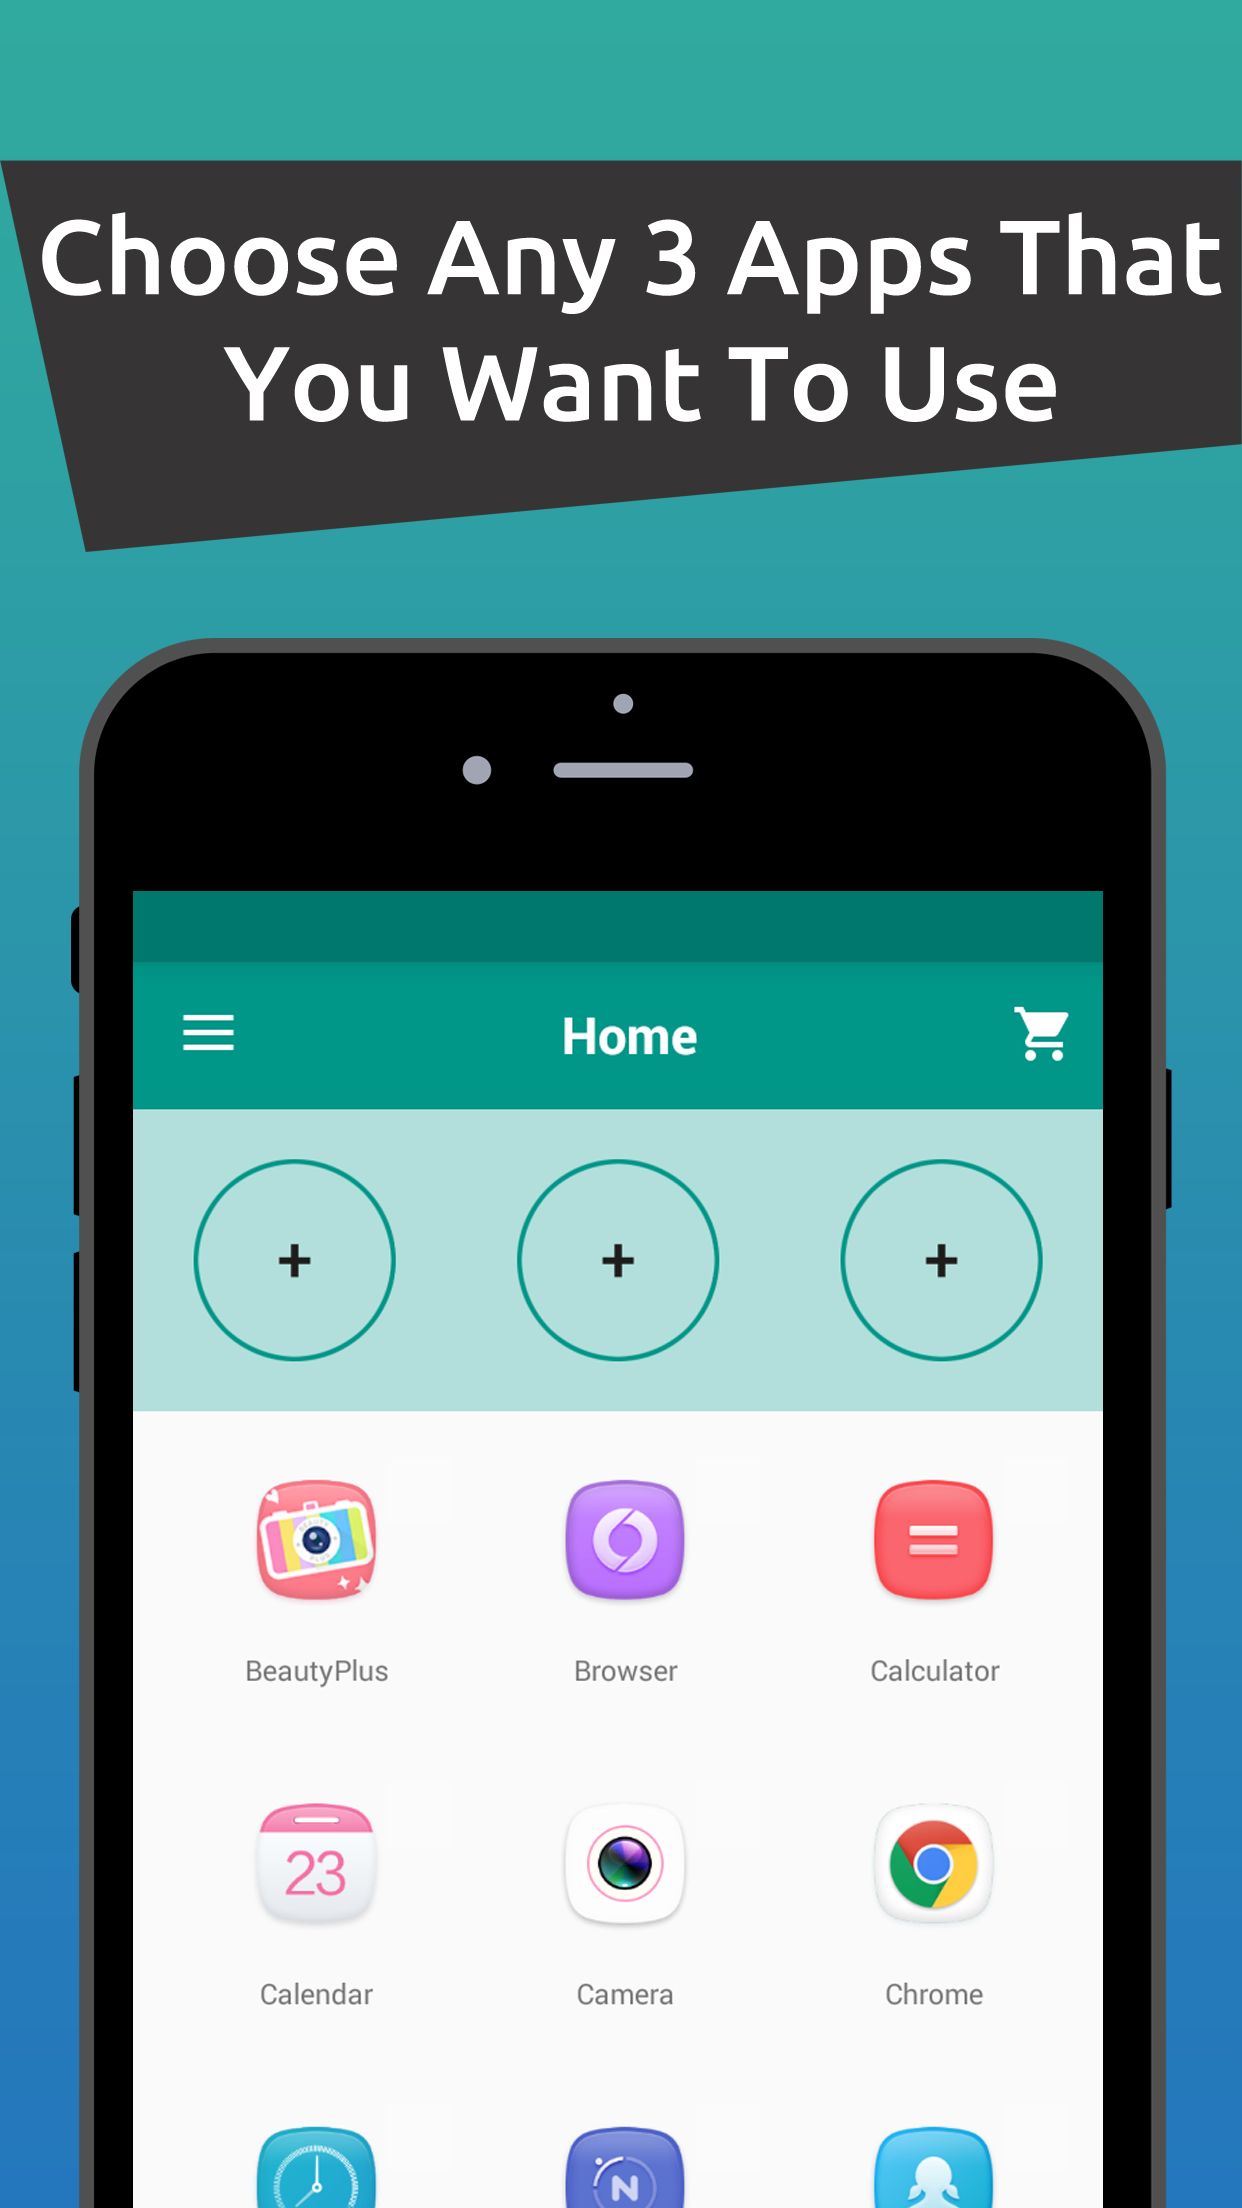 Choose Any 3 Apps That
You Want To Use
Home
+ + +
BeautyPlus Browser Calculator
23
Calendar Camera Chrome
N